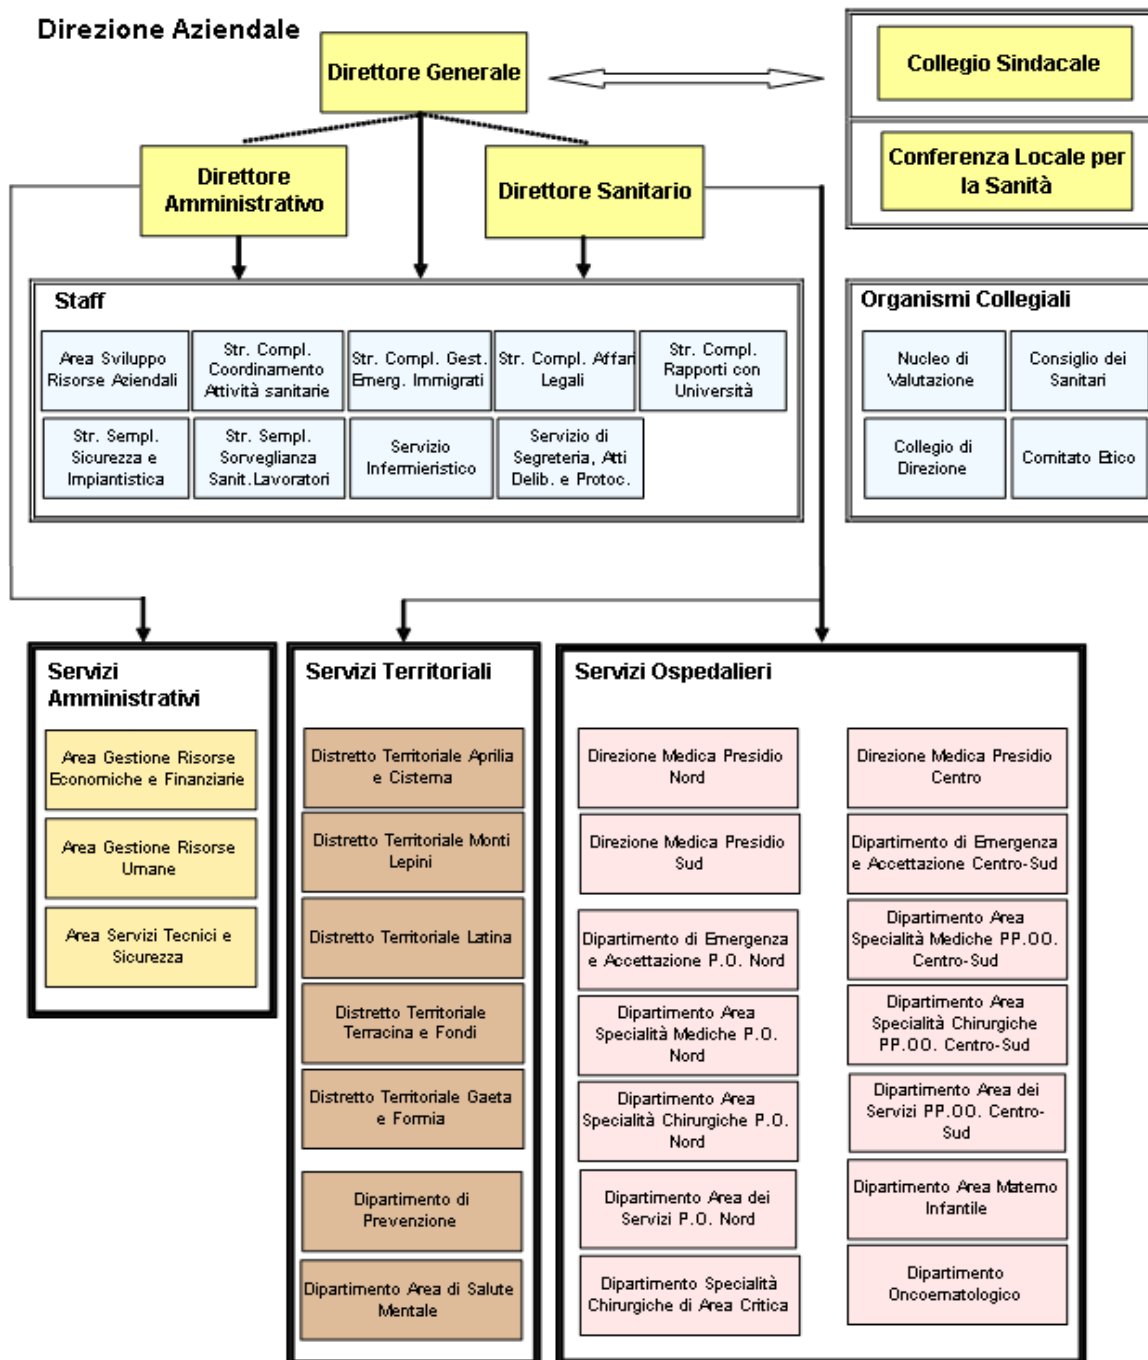 Direzione Aziendale
Direttore Generale
Collegio Sindacale
Conferenza Locale per
la Sanità
Direttore
Amministrativo
Direttore Sanitario
Staff
Area Sviluppo
Risorse Aziendali
Str. Compl.
Coordinamento
Attività sanitarie
Str. Compl. Gest.
Emerg. Immigrati
Str. Compl. Affari
Legali
Str. Compl.
Rapporti con
Università
Str. Sempl.
Sicurezza e
Impiantistica
Str. Sempl.
Sorveglianza
Sanit.Lavoratori
Servizio
Infermieristico
Servizio di
Segreteria, Atti
Delib. e Protoc.
Organismi Collegiali
Nucleo di
Valutazione
Consiglio dei
Sanitari
Collegio di
Direzione
Comitato Etico
Servizi
Amministrativi
Area Gestione Risorse
Economiche e Finanziarie
Area Gestione Risorse
Umane
Area Servizi Tecnici e
Sicurezza
Servizi Territoriali
Distretto Territoriale Aprilia
e Cisterna
Distretto Territoriale Monti
Lepini
Distretto Territoriale Latina
Distretto Territoriale
Terracina e Fondi
Distretto Territoriale Gaeta
e Formia
Dipartimento di
Prevenzione
Dipartimento Area di Salute
Mentale
Servizi Ospedalieri
Direzione Medica Presidio
Nord
Direzione Medica Presidio
Sud
Dipartimento di Emergenza
e Accettazione P.O. Nord
Dipartimento Area
Specialità Mediche P.O.
Nord
Dipartimento Area
Specialità Chirurgiche P.O.
Nord
Dipartimento Area dei
Servizi P.O. Nord
Dipartimento Specialità
Chirurgiche di Area Critica
Direzione Medica Presidio
Centro
Dipartimento di Emergenza
e Accettazione Centro-Sud
Dipartimento Area
Specialità Mediche PP.OO.
Centro-Sud
Dipartimento Area
Specialità Chirurgiche
PP.OO. Centro-Sud
Dipartimento Area dei
Servizi PP.OO. Centro-
Sud
Dipartimento Area Materno
Infantile
Dipartimento
Oncoematologico